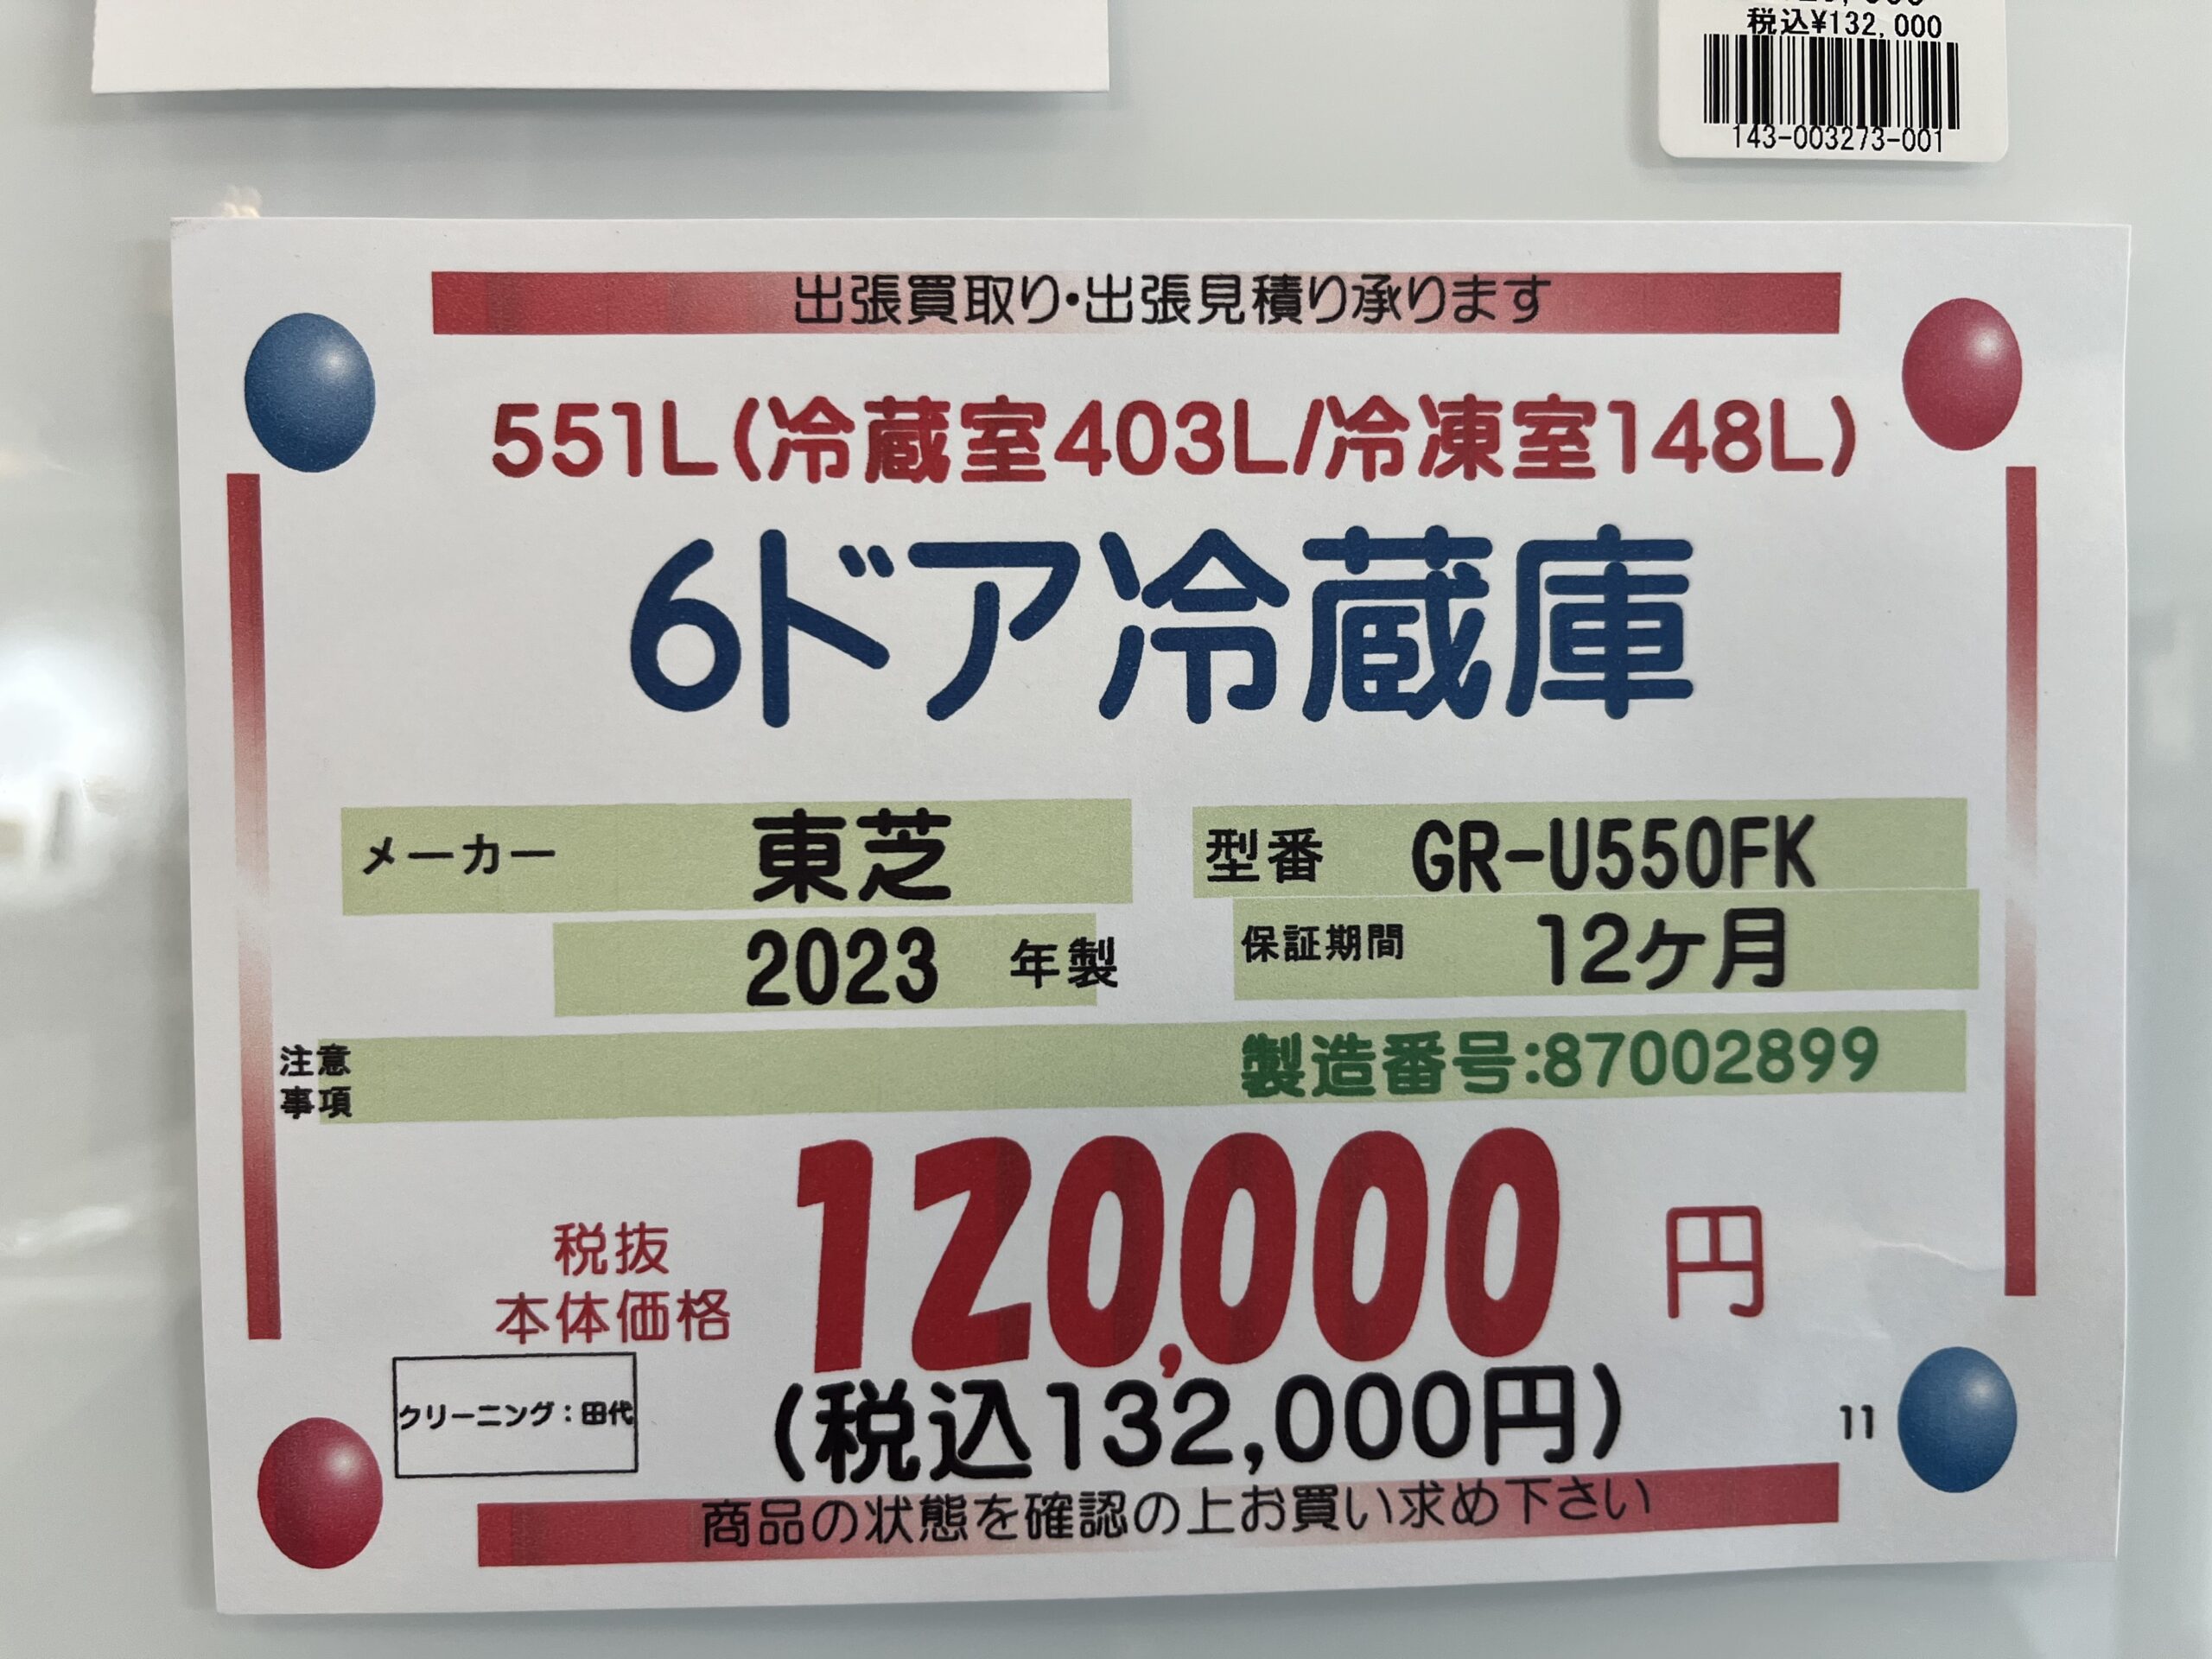 税込¥132,000
143-003273-001
出張買取り・出張見積り承ります
551L(冷蔵室403L/冷凍室148L)
6ドア冷蔵庫
メーカー 東芝 型番 GR-U550FK
2023 年製 保証期間 12ケ月
注意
事項
製造番号:87002899
税抜
本体価格
120,000 円
クリーニング：田代
(税込132,000円)
11
商品の状態を確認の上お買い求め下さい